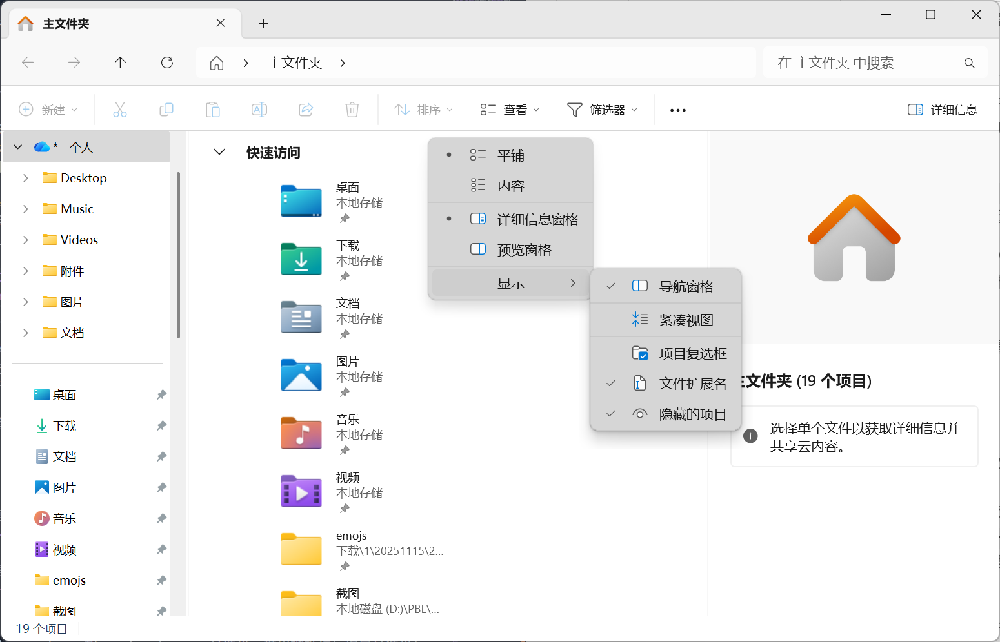 主文件夹
主文件夹
在 主文件夹 中搜索
新建
排序
查看
筛选器
详细信息
* - 个人
Desktop
Music
Videos
附件
图片
文档
桌面
下载
文档
图片
音乐
视频
emojs
截图
快速访问
桌面
本地存储
下载
本地存储
文档
本地存储
图片
本地存储
音乐
本地存储
视频
本地存储
emojs
下载\1\20251115\2...
截图
本地磁盘 (D:)\PBL\...
平铺
内容
详细信息窗格
预览窗格
显示
导航窗格
紧凑视图
项目复选框
文件扩展名
隐藏的项目
主文件夹 (19 个项目)
选择单个文件以获取详细信息并
共享云内容。
19 个项目